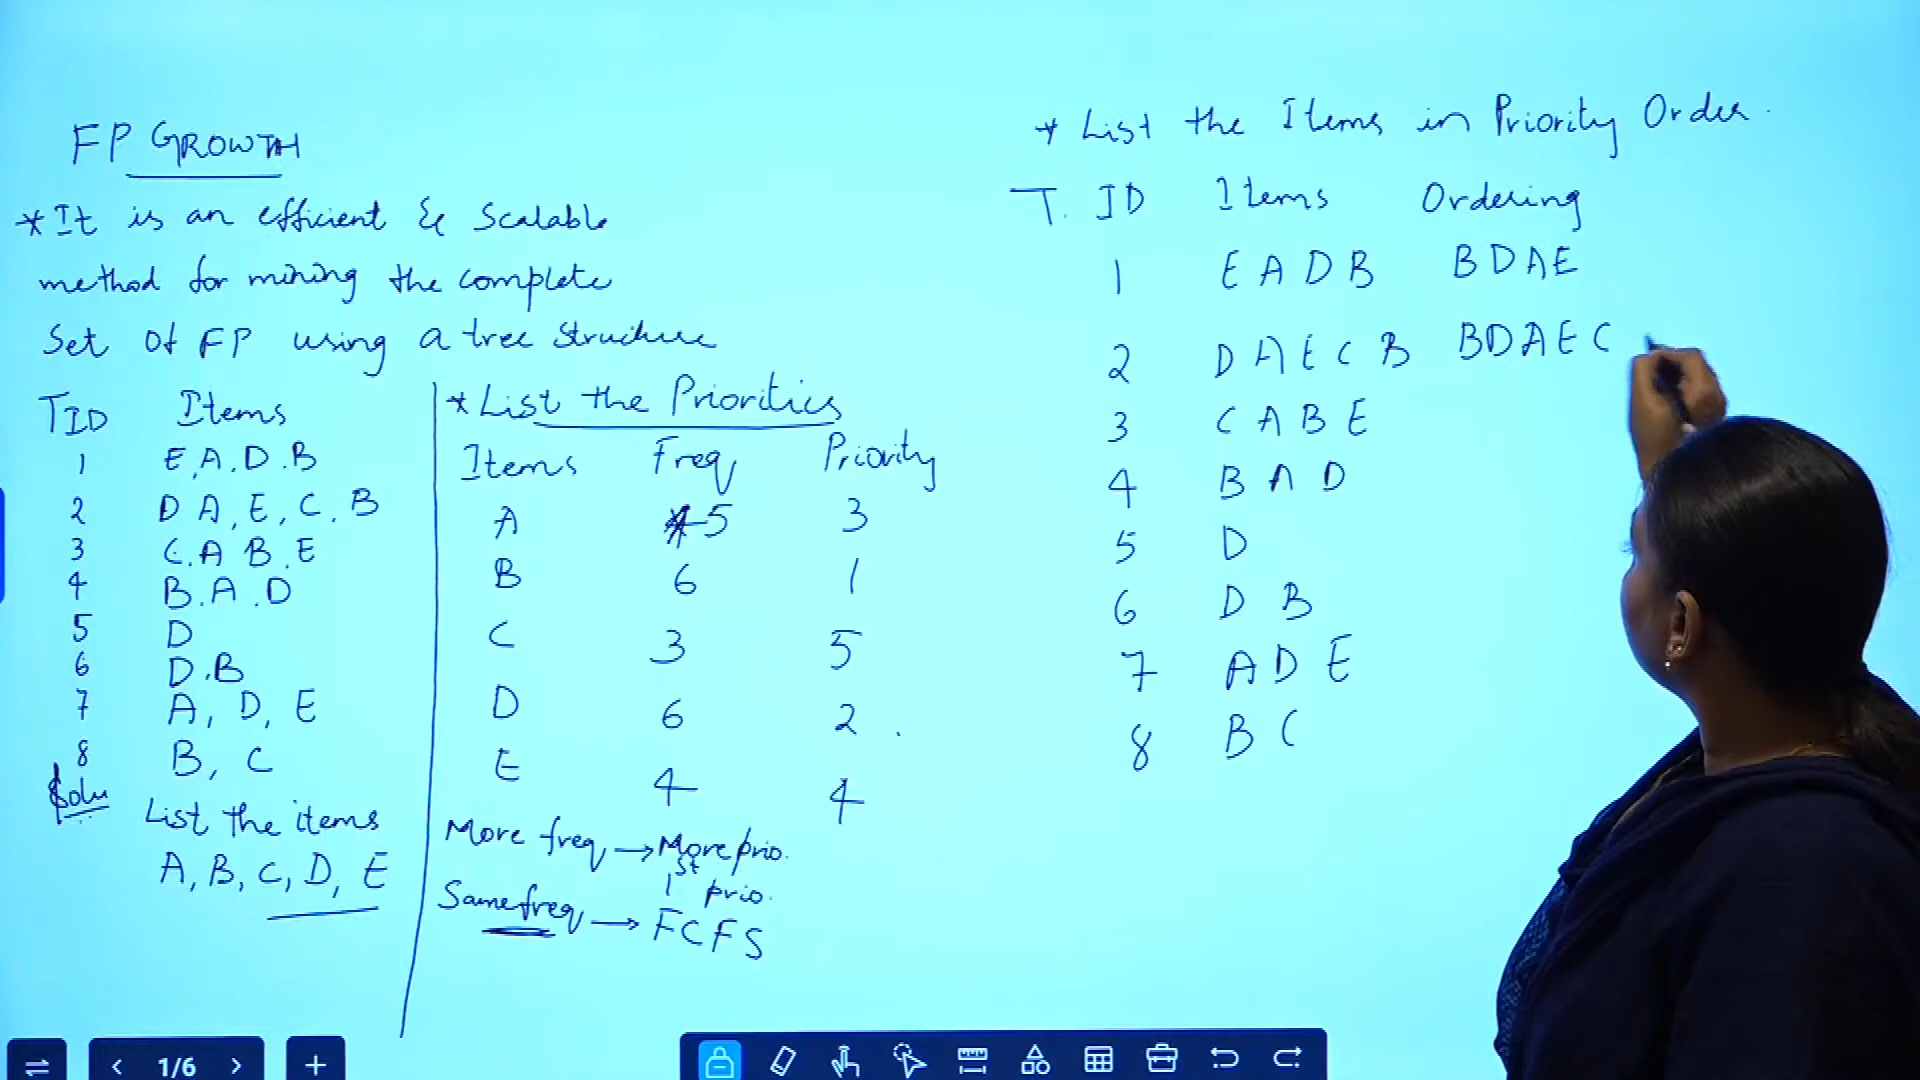 FP GROWTH
* It is an efficient & Scalable
method for mining the complete
Set of FP using a tree Structure
TID Items
1 E, A, D, B
2 D A, E, C, B
3 C, A B, E
4 B, A, D
5 D
6 D, B
7 A, D, E
8 B, C
Solu
List the items
A, B, C, D, E
* List the Priorities
Items Freq Priority
A 5 3
B 6 1
C 3 5
D 6 2
E 4 4
More freq → More prio.
1st prio.
Same freq → FCFS
* List the Items in Priority Order.
T. ID Items Ordering
1 E A D B B D A E
2 D A E C B B D A E C
3 C A B E
4 B A D
5 D
6 D B
7 A D E
8 B C
1/6